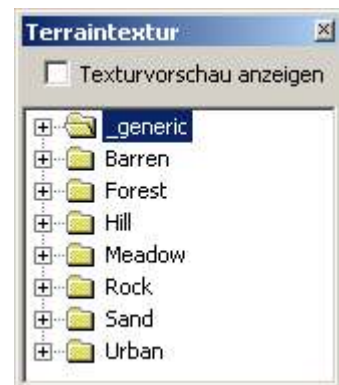 Terraintextur
Texturvorschau anzeigen
_generic
Barren
Forest
Hill
Meadow
Rock
Sand
Urban